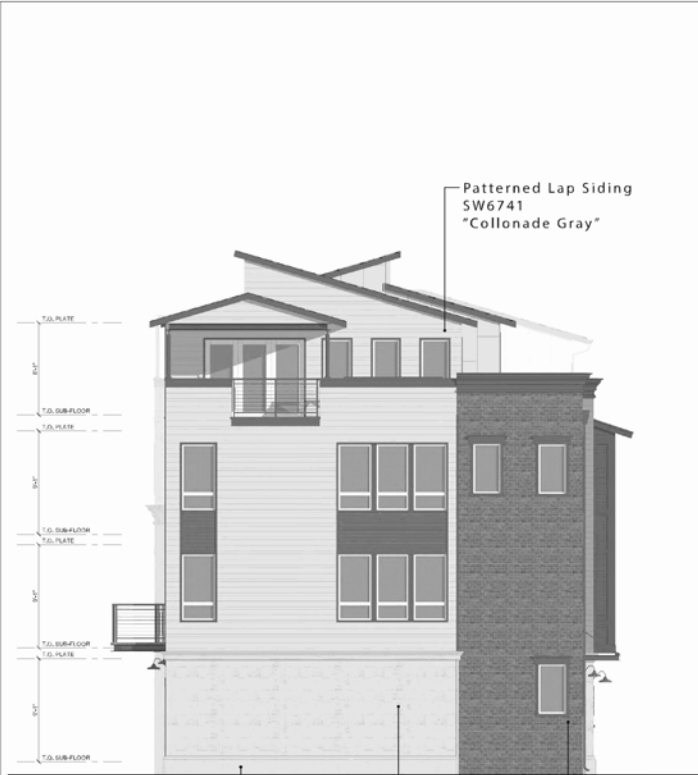 Patterned Lap Siding
SW6741
"Collonade Gray"
T.O. PLATE
T.O. SUB-FLOOR
T.O. PLATE
T.O. SUB-FLOOR
T.O. PLATE
T.O. SUB-FLOOR
T.O. PLATE
T.O. SUB-FLOOR